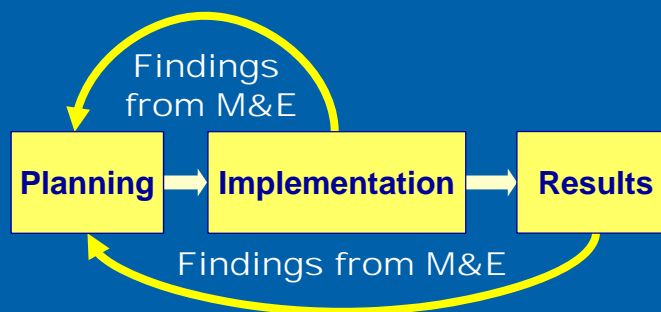 Findings
from M&E
Planning
Implementation
Results
Findings from M&E